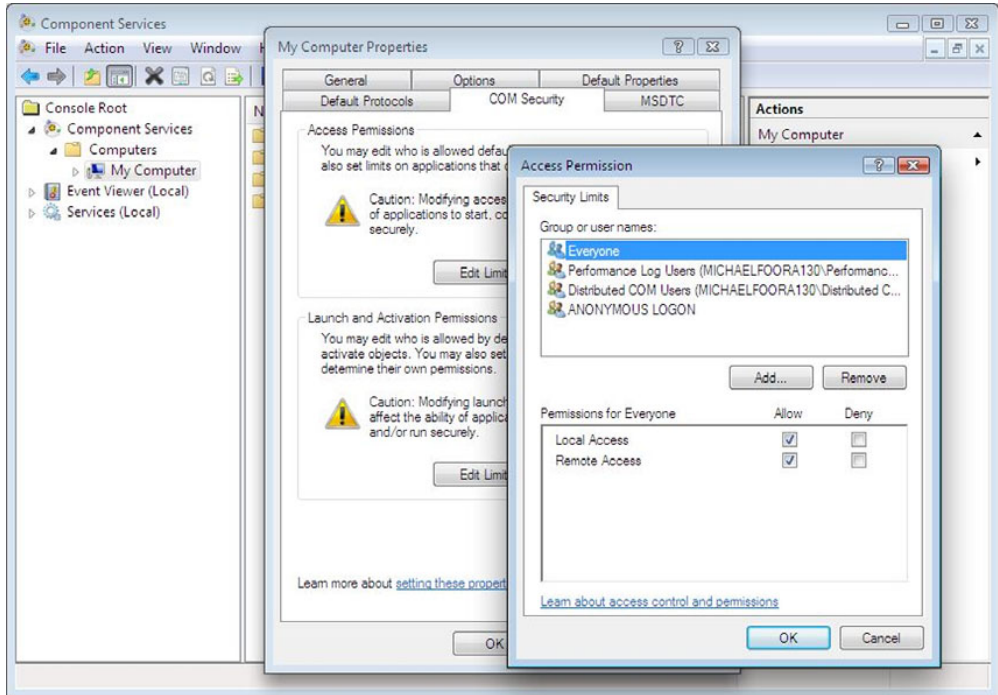 Component Services
File Action View Window
Console Root
Component Services
Computers
My Computer
Event Viewer (Local)
Services (Local)
N
My Computer Properties
General Options Default Properties
Default Protocols COM Security MSDTC
Access Permissions
You may edit who is allowed defau
also set limits on applications that
Caution: Modifying acces
of applications to start, co
securely.
Edit Limit
Launch and Activation Permissions
You may edit who is allowed by de
activate objects. You may also set
determine their own permissions.
Caution: Modifying launch
affect the ability of applica
and/or run securely.
Edit Limit
Learn more about setting these propert
OK
Actions
My Computer
Access Permission
Security Limits
Group or user names:
Everyone
Performance Log Users (MICHAELFOORA130\Performanc...
Distributed COM Users (MICHAELFOORA130\Distributed C...
ANONYMOUS LOGON
Add... Remove
Permissions for Everyone Allow Deny
Local Access
Remote Access
Learn about access control and permissions
OK Cancel